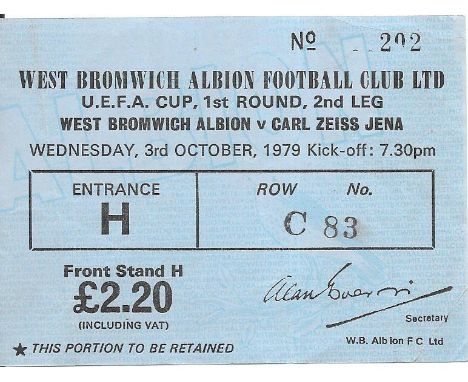 No 292
WEST BROMWICH ALBION FOOTBALL CLUB LTD
U.E.F.A. CUP, 1st ROUND, 2nd LEG
WEST BROMWICH ALBION v CARL ZEISS JENA
WEDNESDAY, 3rd OCTOBER, 1979 Kick-off: 7.30pm
ENTRANCE ROW No.
H C 83
Front Stand H
£2.20
(INCLUDING VAT)
Alan
Secretary
W.B. Albion F C Ltd
★ THIS PORTION TO BE RETAINED